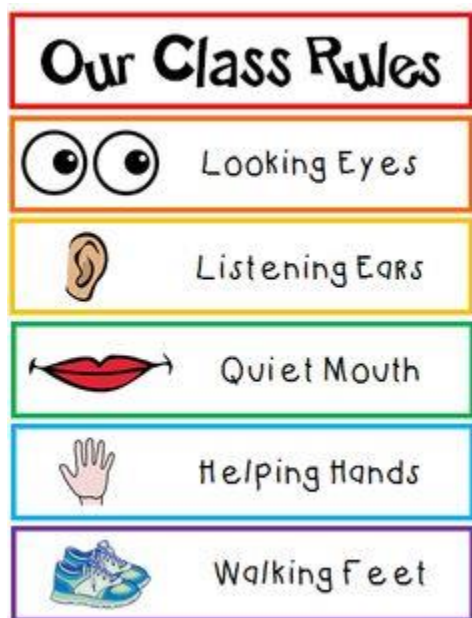 Our Class Rules
Looking Eyes
Listening Ears
Quiet Mouth
Helping Hands
Walking Feet